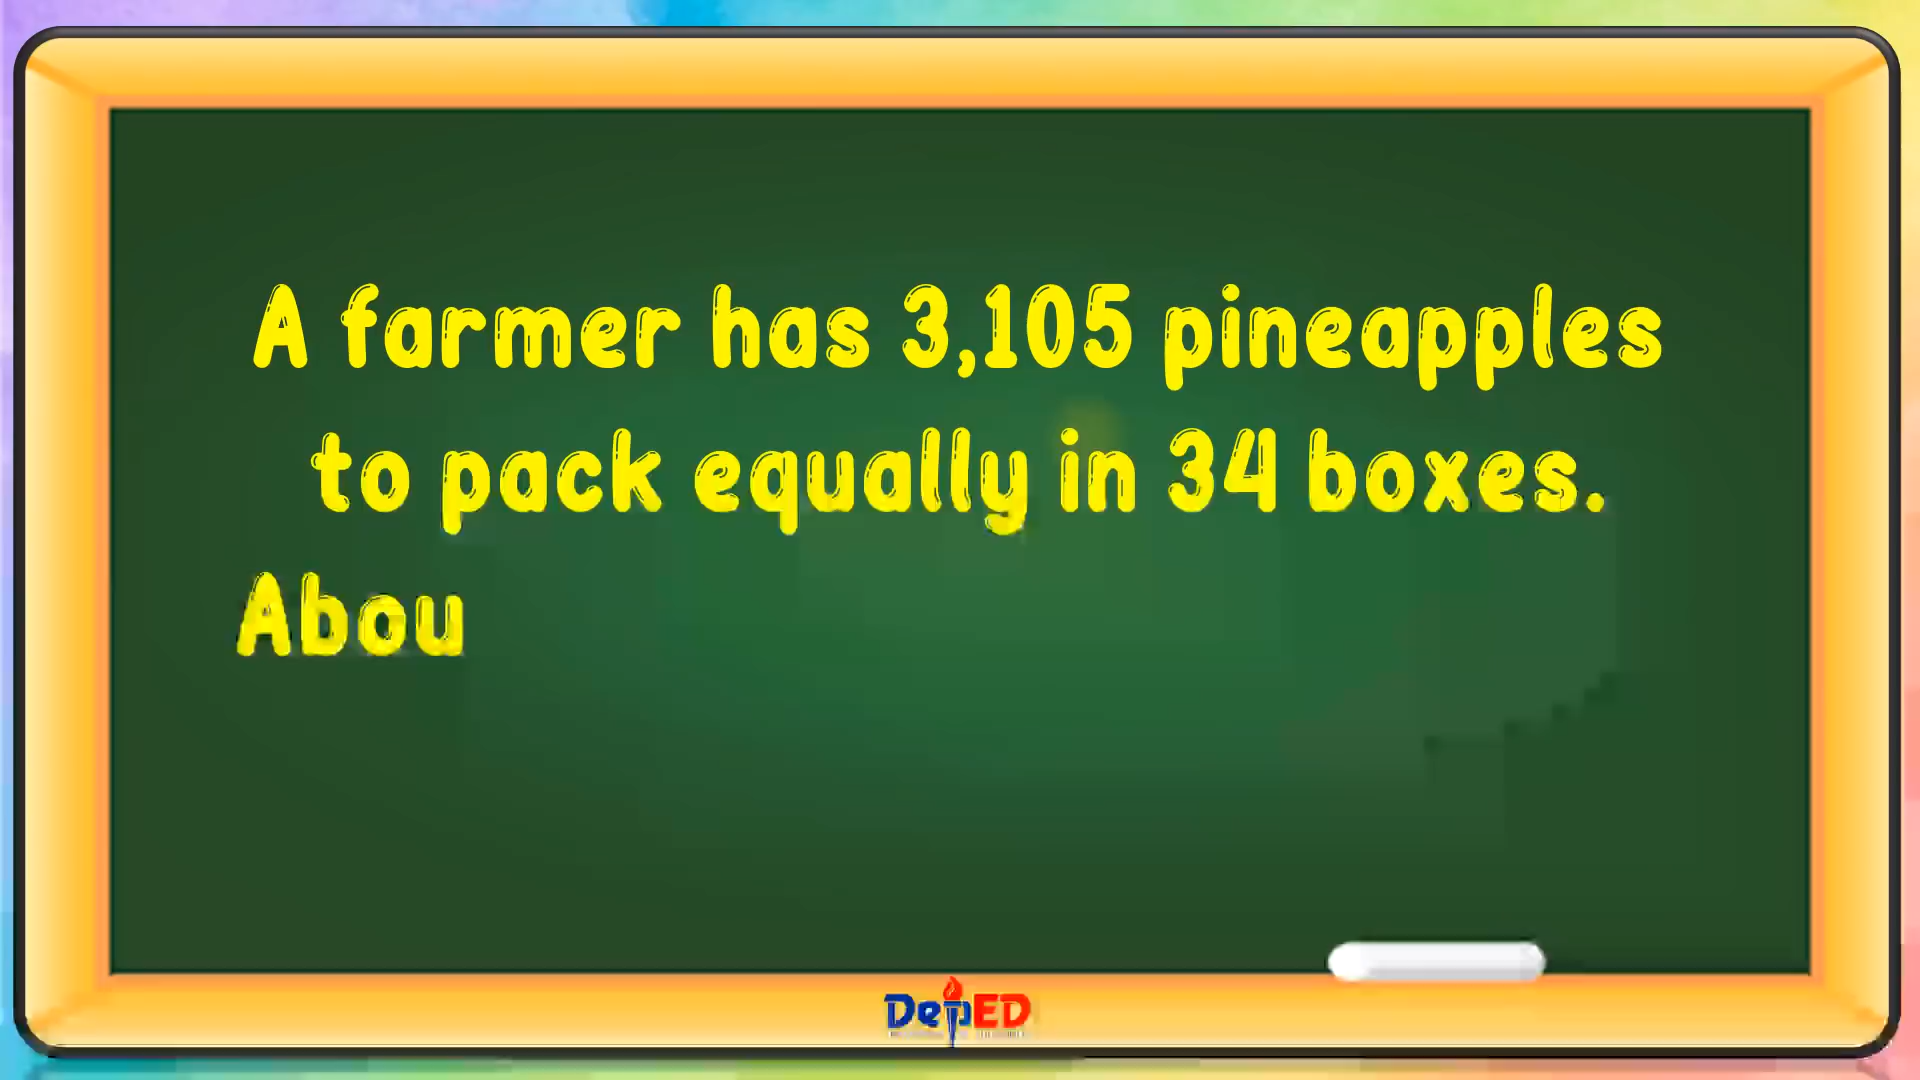 A farmer has 3,105 pineapples
to pack equally in 34 boxes.
Abou
DepED